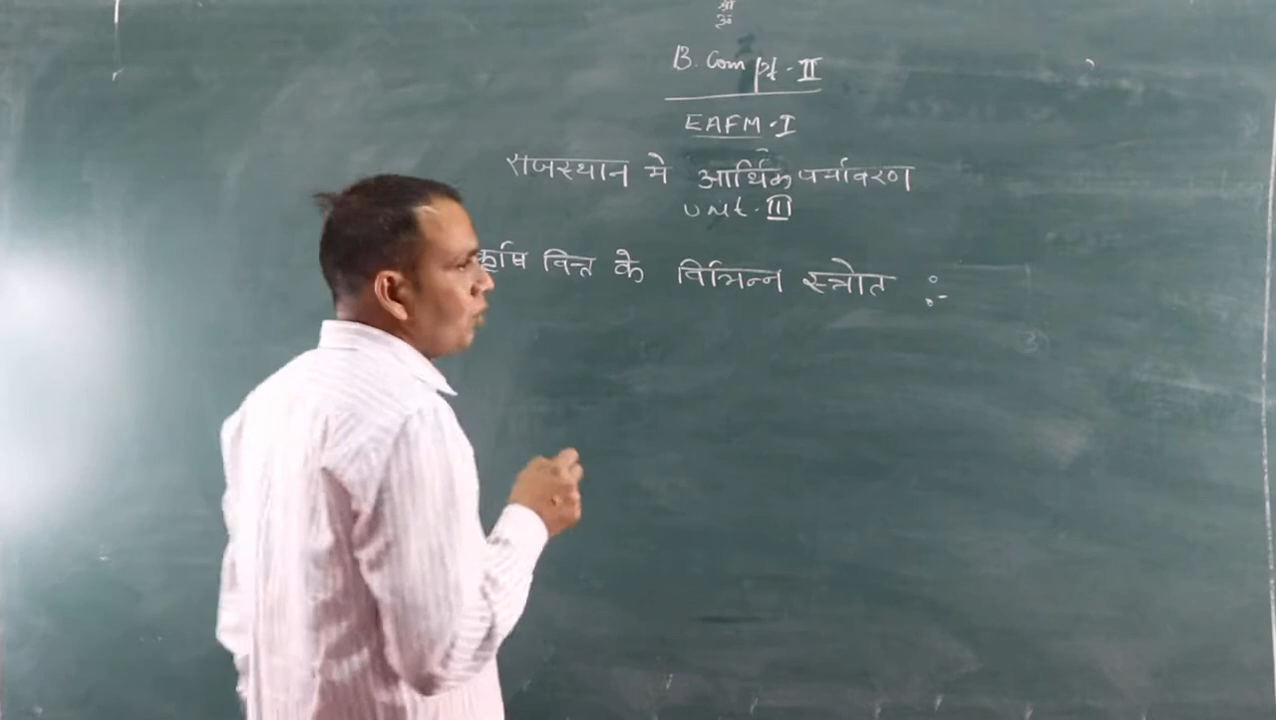 श्री
ॐ
B. Com pt - II
EAFM - I
राजस्थान मे आर्थिक पर्यावरण
Unit - III
कृषि वित्त के विभिन्न स्त्रोत :-